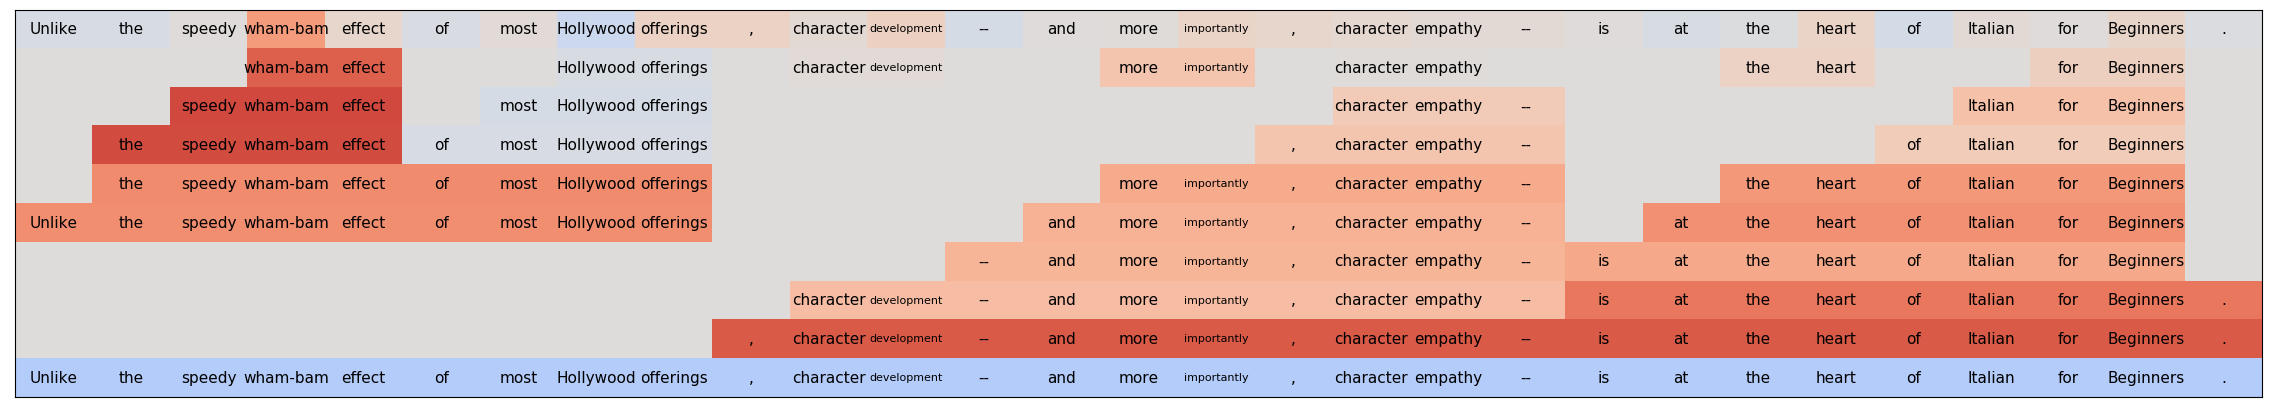 Unlike the speedy wham-bam effect of most Hollywood offerings , character development -- and more importantly , character empathy -- is at the heart of Italian for Beginners .
wham-bam effect Hollywood offerings character development more importantly character empathy the heart for Beginners
speedy wham-bam effect most Hollywood offerings character empathy -- Italian for Beginners
the speedy wham-bam effect of most Hollywood offerings , character empathy -- of Italian for Beginners
the speedy wham-bam effect of most Hollywood offerings more importantly , character empathy -- the heart of Italian for Beginners
Unlike the speedy wham-bam effect of most Hollywood offerings and more importantly , character empathy -- at the heart of Italian for Beginners
-- and more importantly , character empathy -- is at the heart of Italian for Beginners
character development -- and more importantly , character empathy -- is at the heart of Italian for Beginners .
, character development -- and more importantly , character empathy -- is at the heart of Italian for Beginners .
Unlike the speedy wham-bam effect of most Hollywood offerings , character development -- and more importantly , character empathy -- is at the heart of Italian for Beginners .